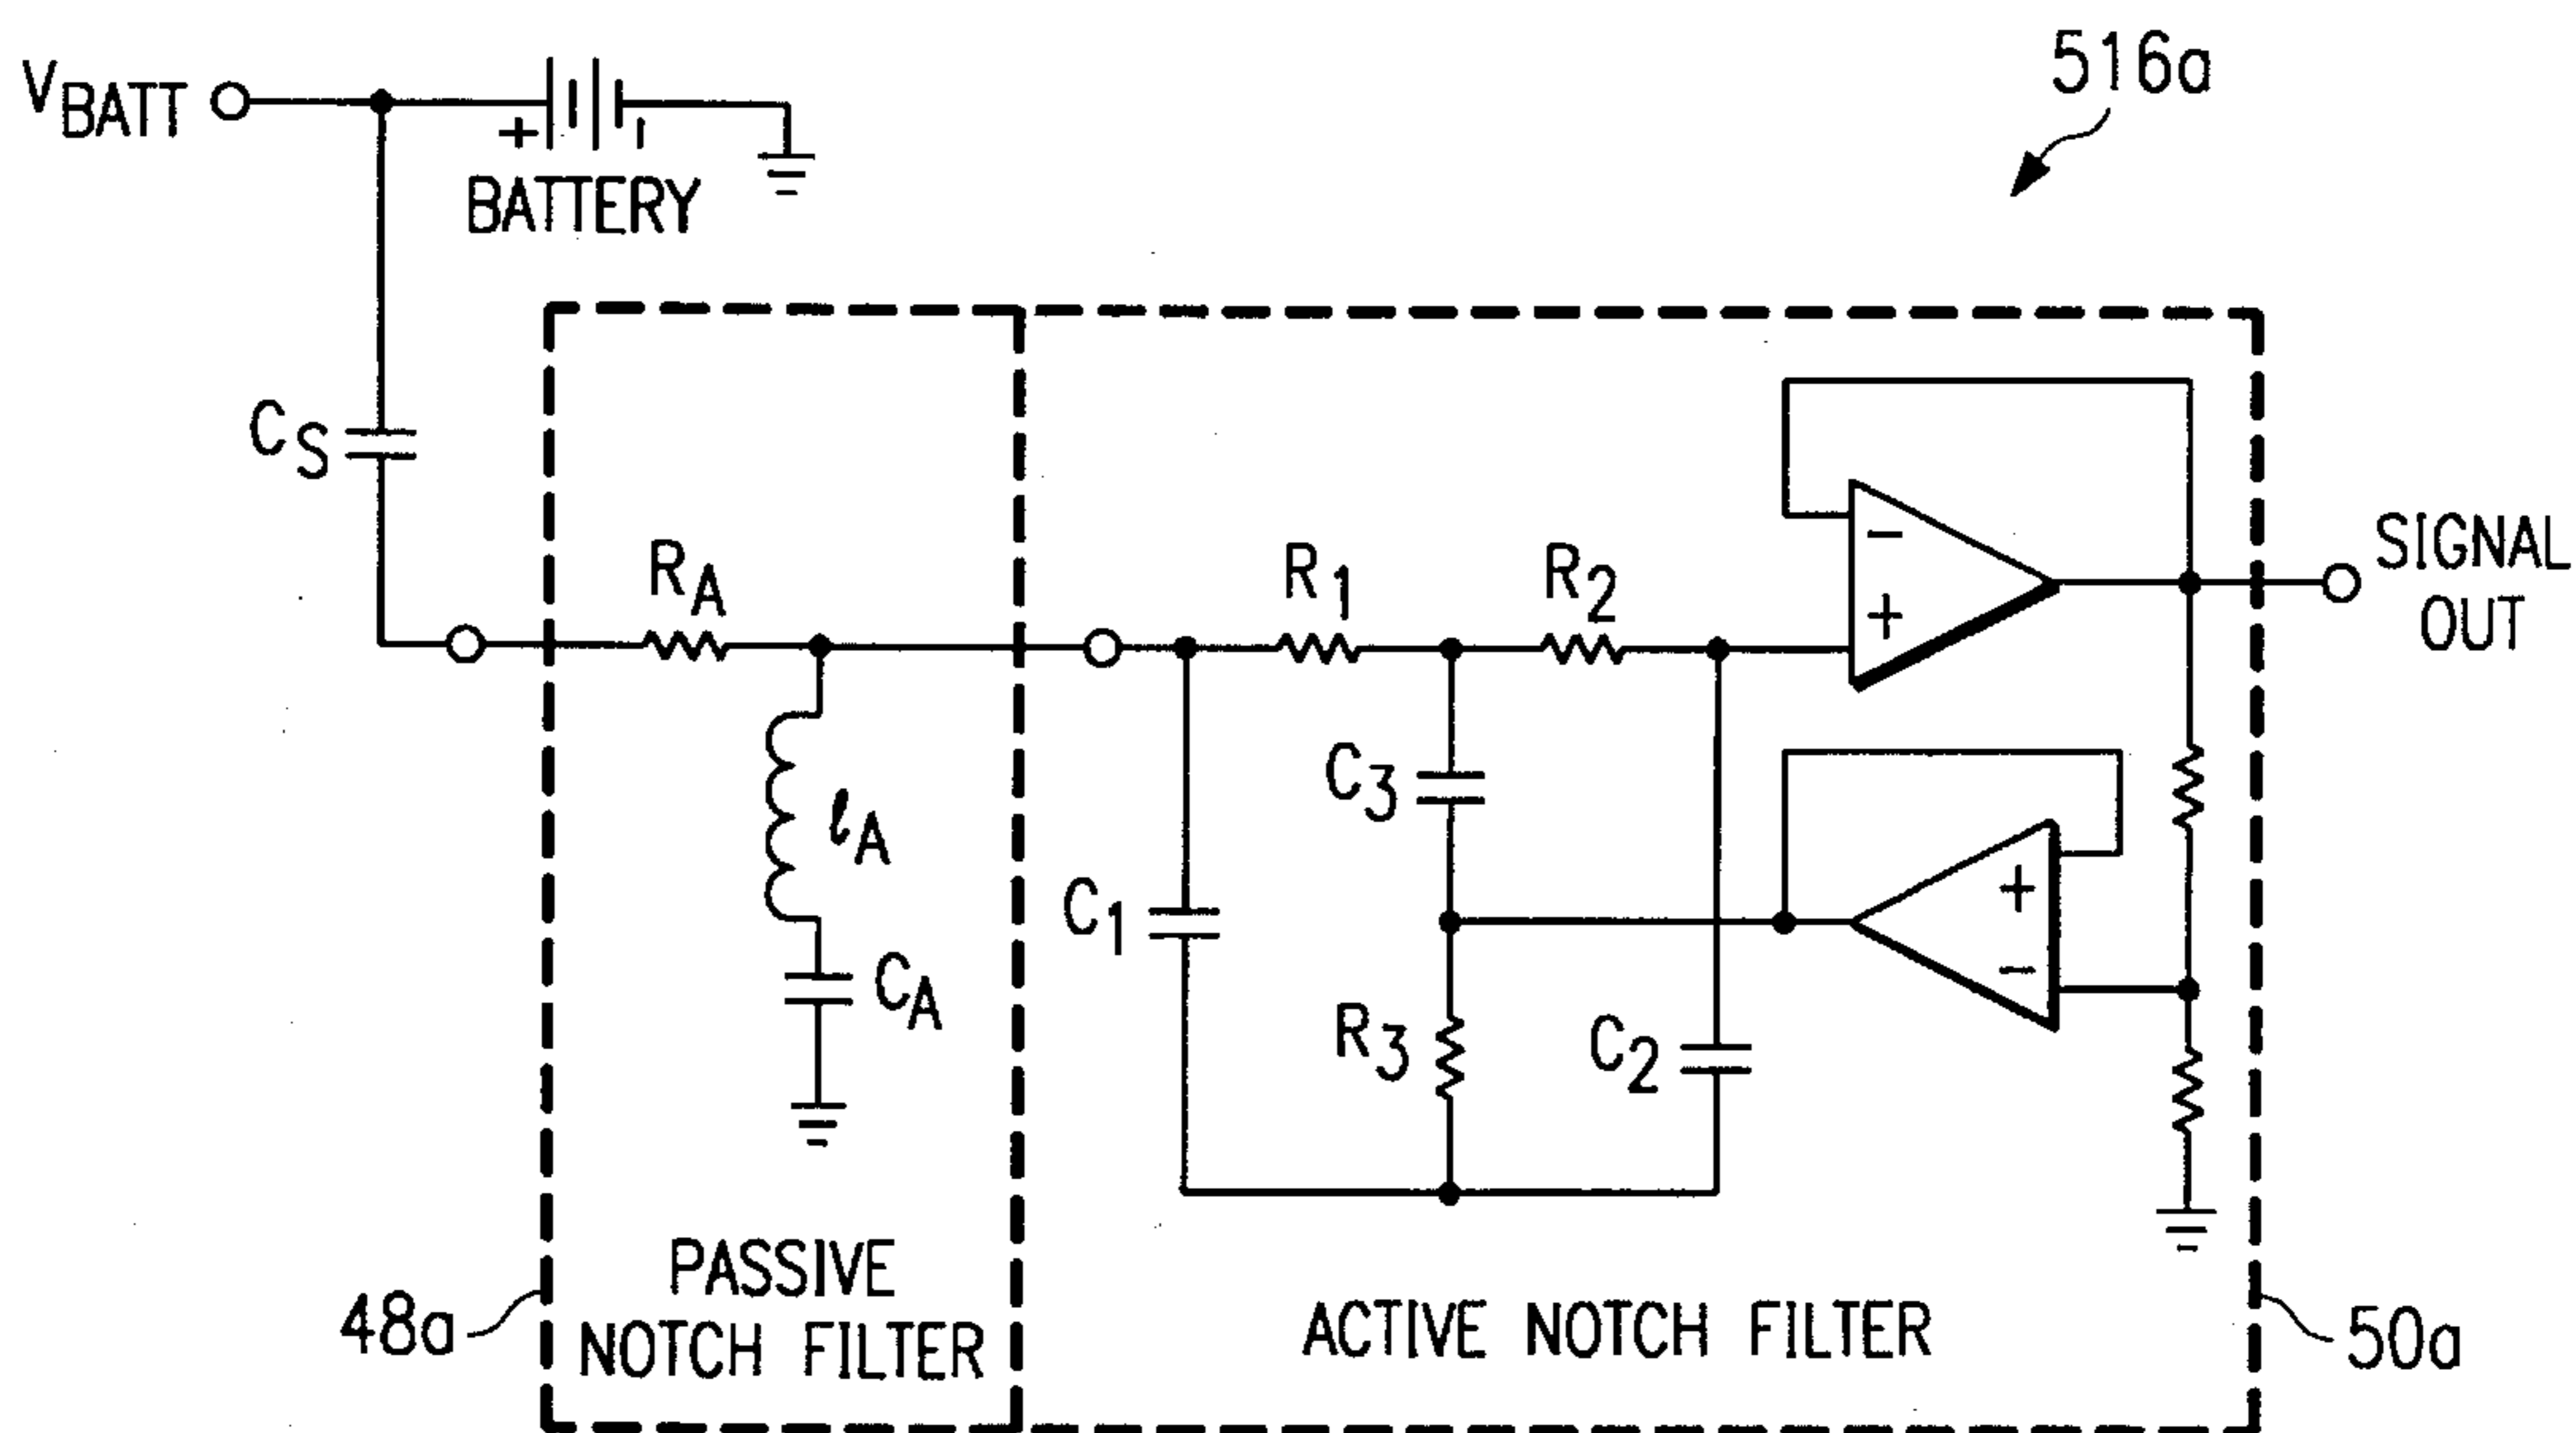 516a
VBATT
+ -
BATTERY
CS
RA
R1
R2
-
+
SIGNAL
OUT
C3
ℓA
+
C1
CA
-
R3
C2
PASSIVE
NOTCH FILTER
ACTIVE NOTCH FILTER
48a
50a